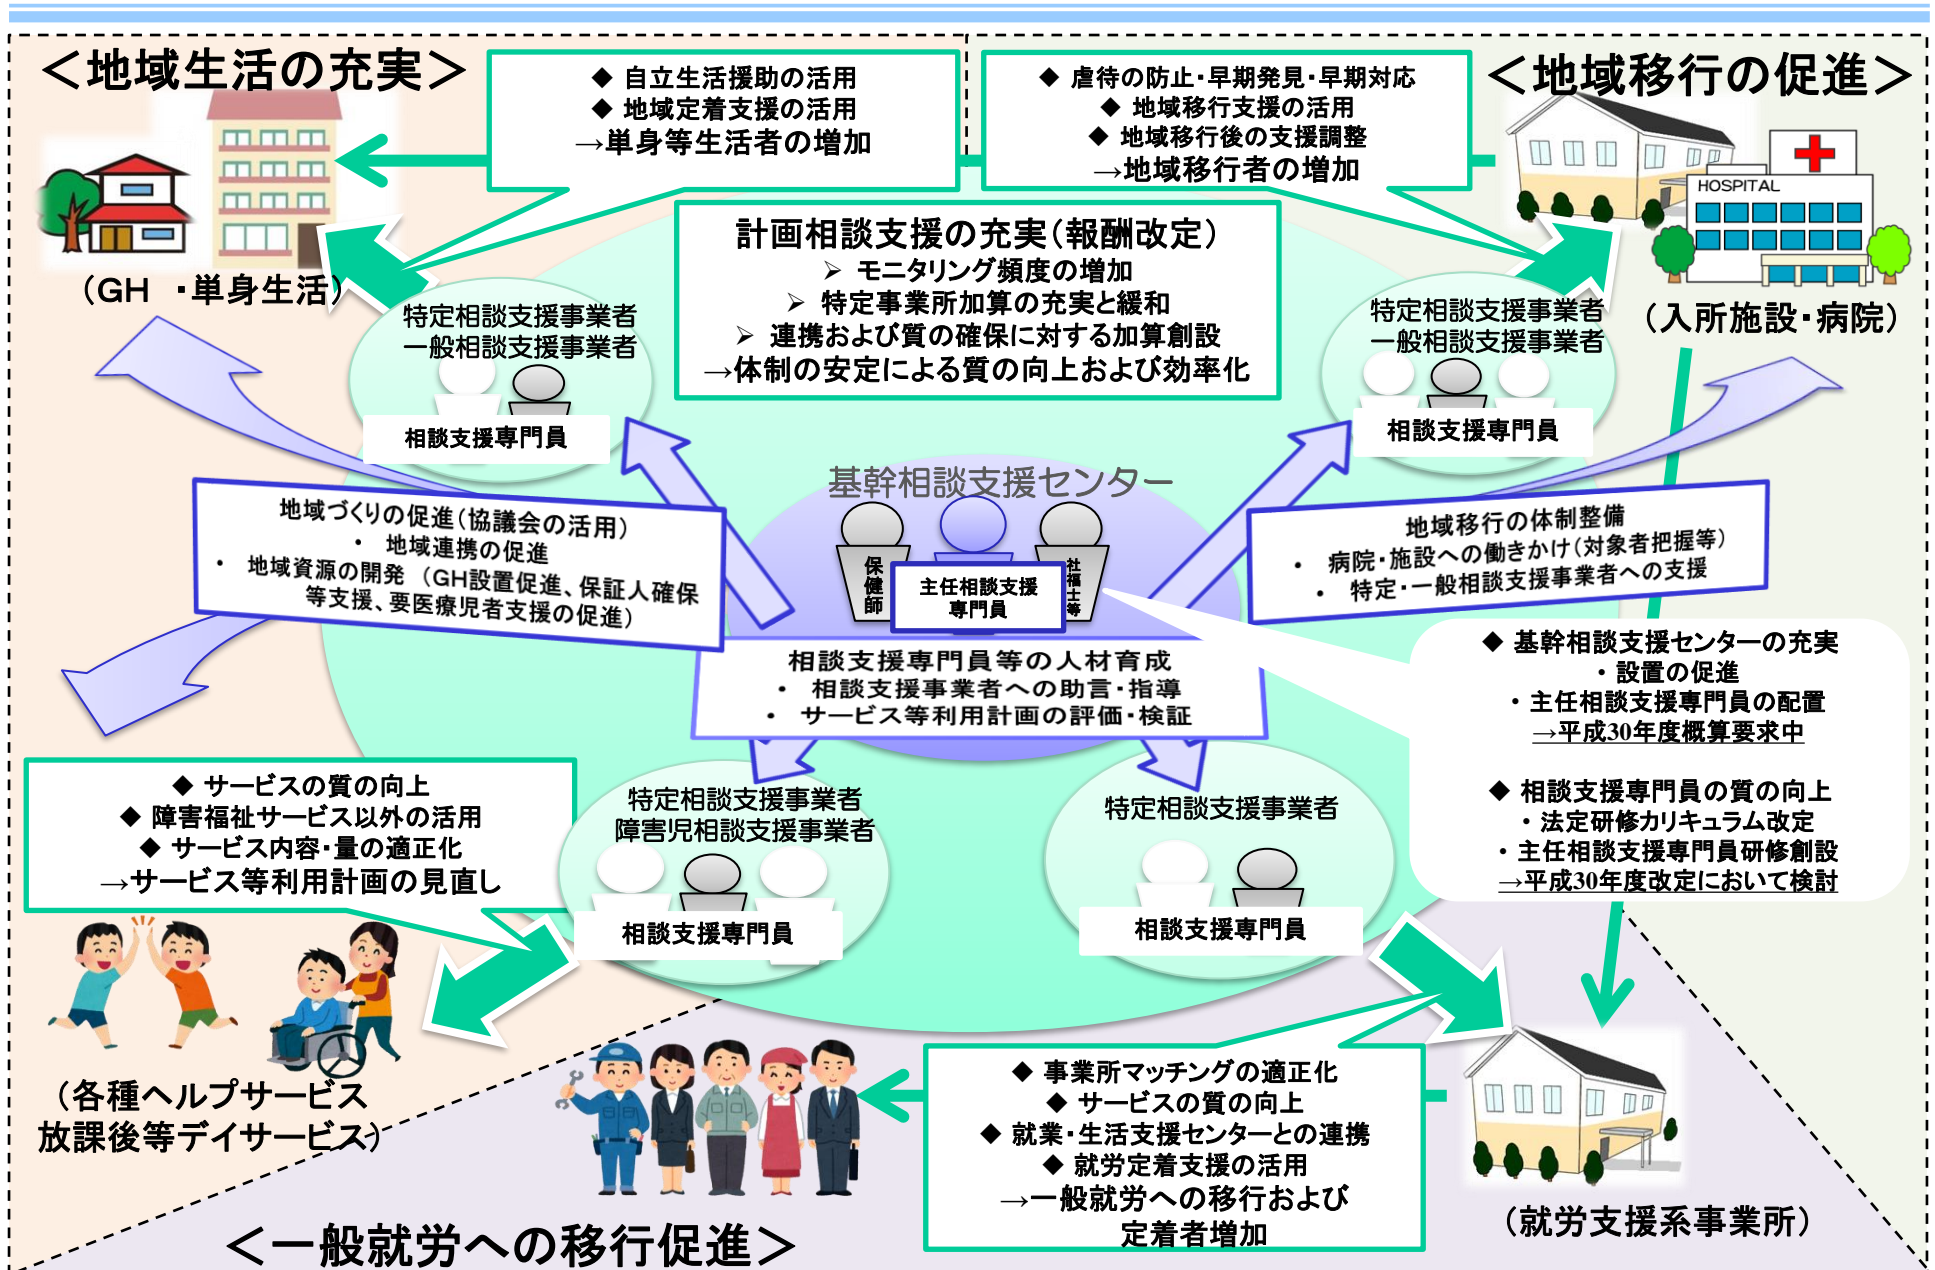 ＜地域生活の充実＞
◆ 自立生活援助の活用
◆ 地域定着支援の活用
→単身等生活者の増加
◆ 虐待の防止・早期発見・早期対応
◆ 地域移行支援の活用
◆ 地域移行後の支援調整
→地域移行者の増加
＜地域移行の促進＞
HOSPITAL
（GH ・単身生活）
（入所施設・病院）
計画相談支援の充実（報酬改定）
➢ モニタリング頻度の増加
➢ 特定事業所加算の充実と緩和
➢ 連携および質の確保に対する加算創設
→体制の安定による質の向上および効率化
特定相談支援事業者
一般相談支援事業者
相談支援専門員
特定相談支援事業者
一般相談支援事業者
相談支援専門員
基幹相談支援センター
保健師
主任相談支援
専門員
社福士等
地域づくりの促進（協議会の活用）
・ 地域連携の促進
・ 地域資源の開発 （GH設置促進、保証人確保
等支援、要医療児者支援の促進）
地域移行の体制整備
・ 病院・施設への働きかけ（対象者把握等）
・ 特定・一般相談支援事業者への支援
相談支援専門員等の人材育成
・ 相談支援事業者への助言・指導
・ サービス等利用計画の評価・検証
◆ 基幹相談支援センターの充実
・設置の促進
・主任相談支援専門員の配置
→平成30年度概算要求中
◆ 相談支援専門員の質の向上
・法定研修カリキュラム改定
・主任相談支援専門員研修創設
→平成30年度改定において検討
◆ サービスの質の向上
◆ 障害福祉サービス以外の活用
◆ サービス内容・量の適正化
→サービス等利用計画の見直し
特定相談支援事業者
障害児相談支援事業者
相談支援専門員
特定相談支援事業者
相談支援専門員
（各種ヘルプサービス
放課後等デイサービス）
◆ 事業所マッチングの適正化
◆ サービスの質の向上
◆ 就業・生活支援センターとの連携
◆ 就労定着支援の活用
→一般就労への移行および
定着者増加
（就労支援系事業所）
＜一般就労への移行促進＞